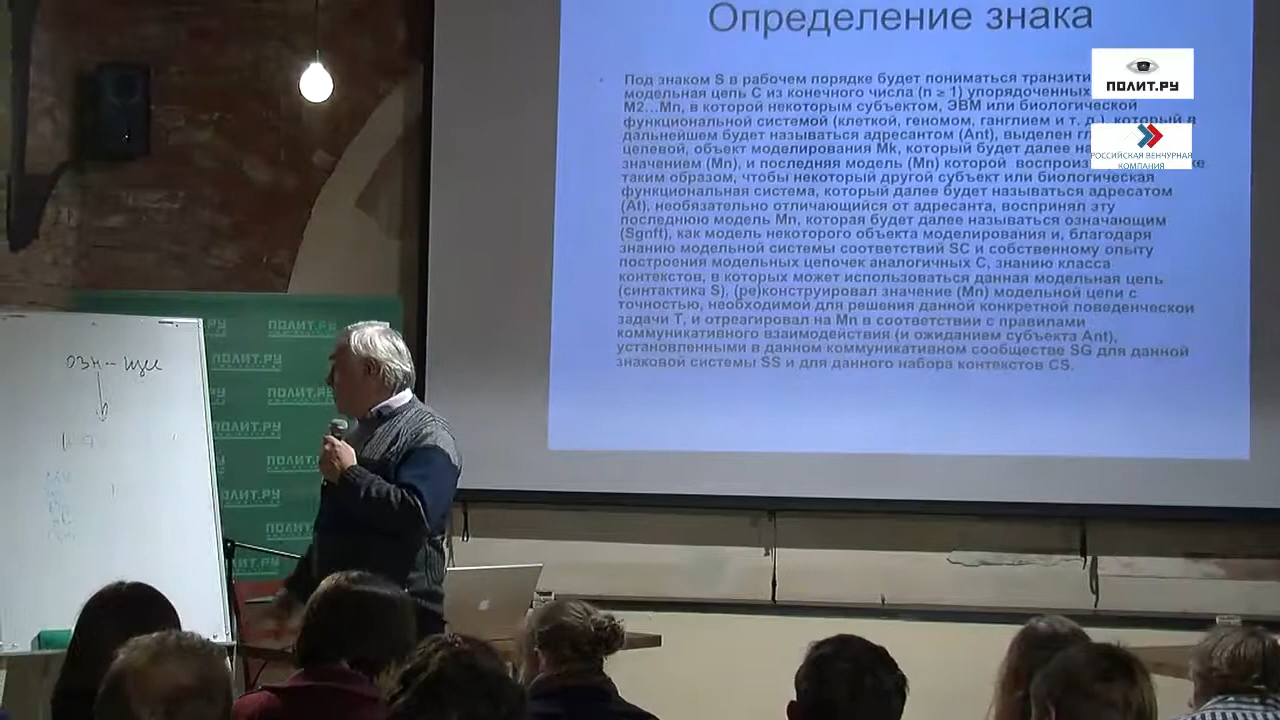 Определение знака
Под знаком S в рабочем порядке будет пониматься
модельная цепь С из конечного числа (n ≥ 1) упорядоченных
М2...Мn, в которой некоторым субъектом, ЭВМ или биологической
функциональной системой (клеткой, геномом, ганглием и т. д.), который в
дальнейшем будет называться адресантом (Ant), выделен
целевой, объект моделирования Mk, который будет далее
значением (Mn), и последняя модель (Mn) которой
таким образом, чтобы некоторый другой субъект или биологическая
функциональная система, который далее будет называться адресатом
(At), необязательно отличающийся от адресанта, воспринял эту
последнюю модель Mn, которая будет далее называться означающим
(Sgnft), как модель некоторого объекта моделирования и, благодаря
знанию модельной системы соответствий SC и собственному опыту
построения модельных цепочек аналогичных С, знанию класса
контекстов, в которых может использоваться данная модельная цепь
(синтактика S), (ре)конструировал значение (Mn) модельной цепи с
точностью, необходимой для решения данной конкретной поведенческой
задачи Т, и отреагировал на Mn в соответствии с правилами
коммуникативного взаимодействия (и ожиданием субъекта Ant),
установленными в данном коммуникативном сообществе SG для данной
знаковой системы SS и для данного набора контекстов CS.
ПОЛИТ.РУ
РОССИЙСКАЯ ВЕНЧУРНАЯ
КОМПАНИЯ
ПОЛИТ.РУ
ПОЛИТ.РУ
ПОЛИТ.РУ
ПОЛИТ.РУ
ПОЛИТ.РУ
ПОЛИТ.РУ
ПОЛИТ.РУ
озн--щее